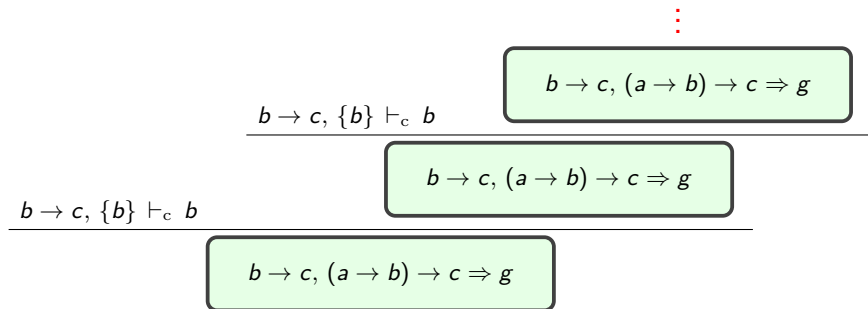 ⋮
b → c, (a → b) → c ⇒ g
b → c, {b} ⊢c b
b → c, (a → b) → c ⇒ g
b → c, {b} ⊢c b
b → c, (a → b) → c ⇒ g